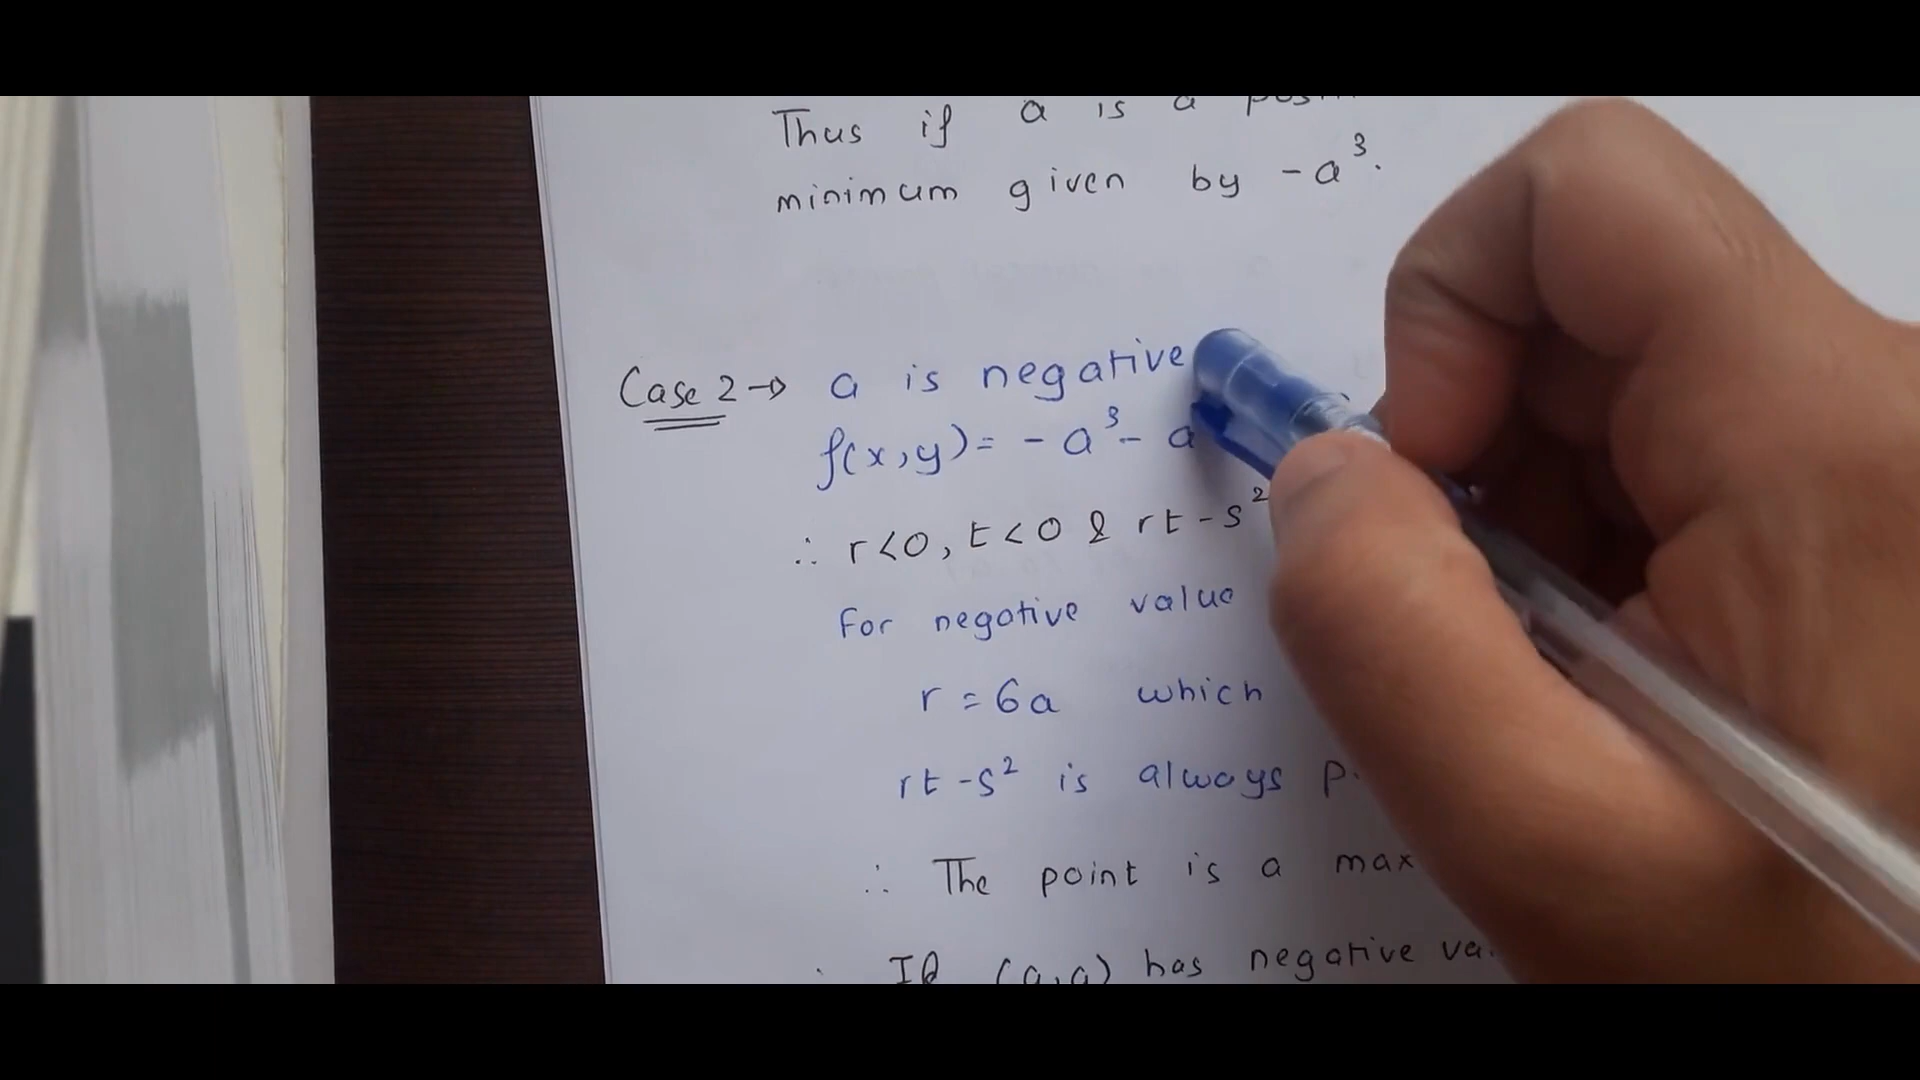 Thus if a is a
minimum given by -a³.
Case 2→ a is negative
f(x,y)= -a³- a
∴ r<0, t<0 & rt-s²
For negative value
r = 6a which
rt-s² is always
∴ The point is a max
If (a,a) has negative